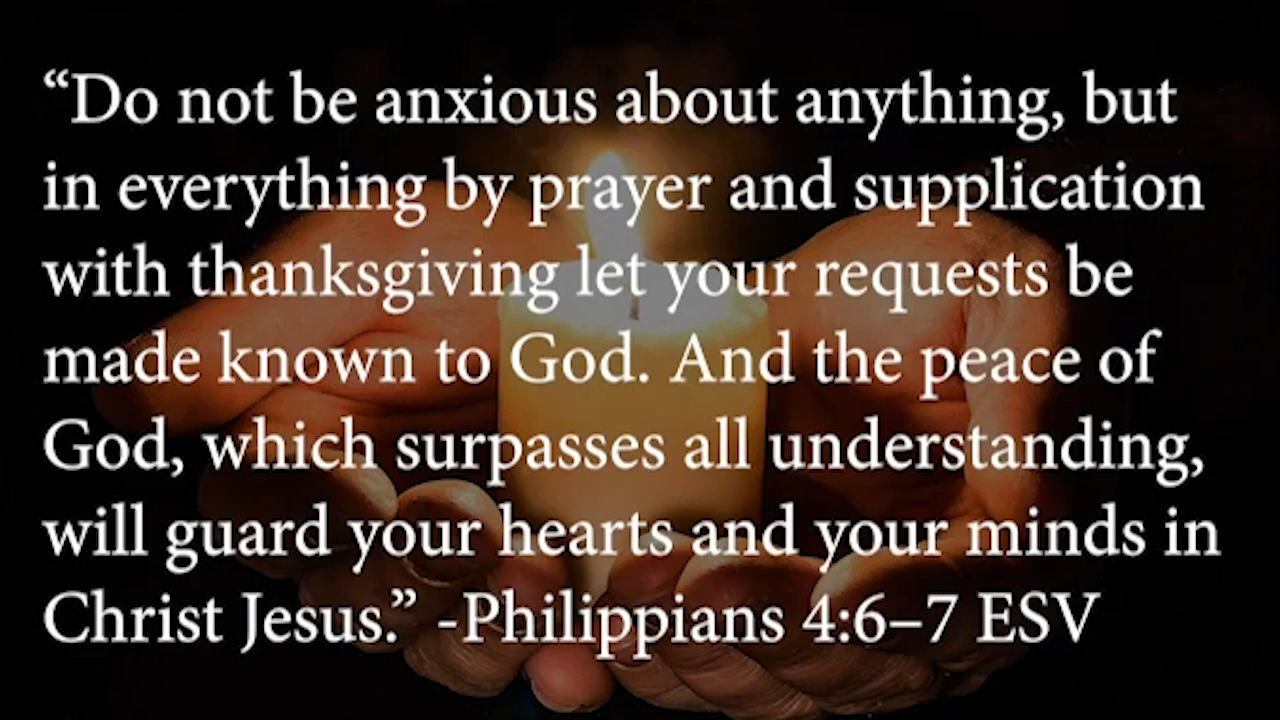 “Do not be anxious about anything, but
in everything by prayer and supplication
with thanksgiving let your requests be
made known to God. And the peace of
God, which surpasses all understanding,
will guard your hearts and your minds in
Christ Jesus.” -Philippians 4:6–7 ESV